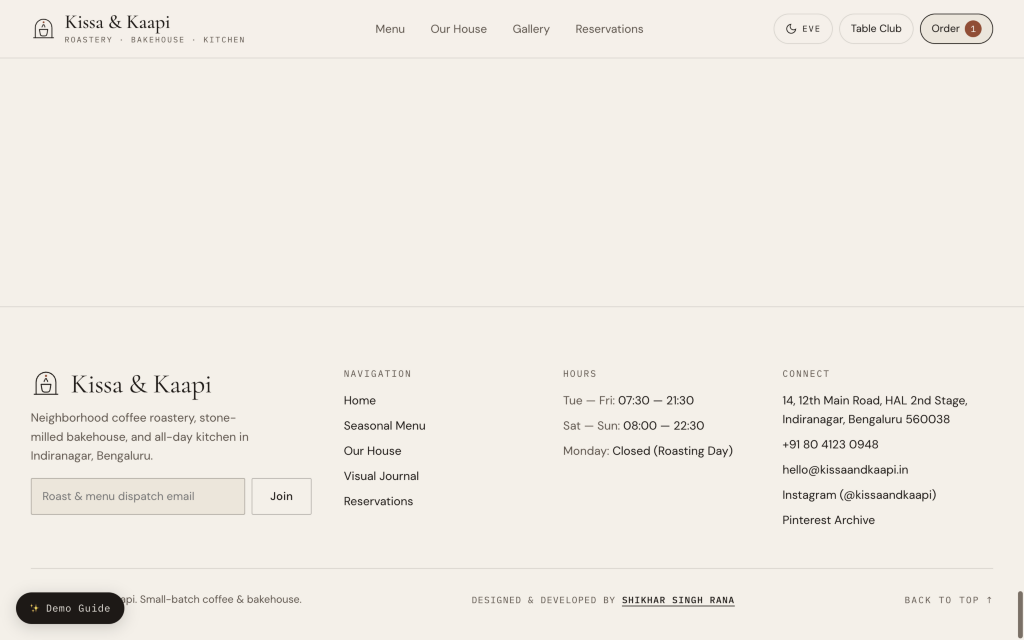 Kissa & Kaapi
ROASTERY · BAKEHOUSE · KITCHEN
Menu
Our House
Gallery
Reservations
EVE
Table Club
Order 1
Kissa & Kaapi
Neighborhood coffee roastery, stone-
milled bakehouse, and all-day kitchen in
Indiranagar, Bengaluru.
Roast & menu dispatch email
Join
NAVIGATION
Home
Seasonal Menu
Our House
Visual Journal
Reservations
HOURS
Tue — Fri: 07:30 — 21:30
Sat — Sun: 08:00 — 22:30
Monday: Closed (Roasting Day)
CONNECT
14, 12th Main Road, HAL 2nd Stage,
Indiranagar, Bengaluru 560038
+91 80 4123 0948
hello@kissaandkaapi.in
Instagram (@kissaandkaapi)
Pinterest Archive
✨ Demo Guide
api. Small-batch coffee & bakehouse.
DESIGNED & DEVELOPED BY SHIKHAR SINGH RANA
BACK TO TOP ↑